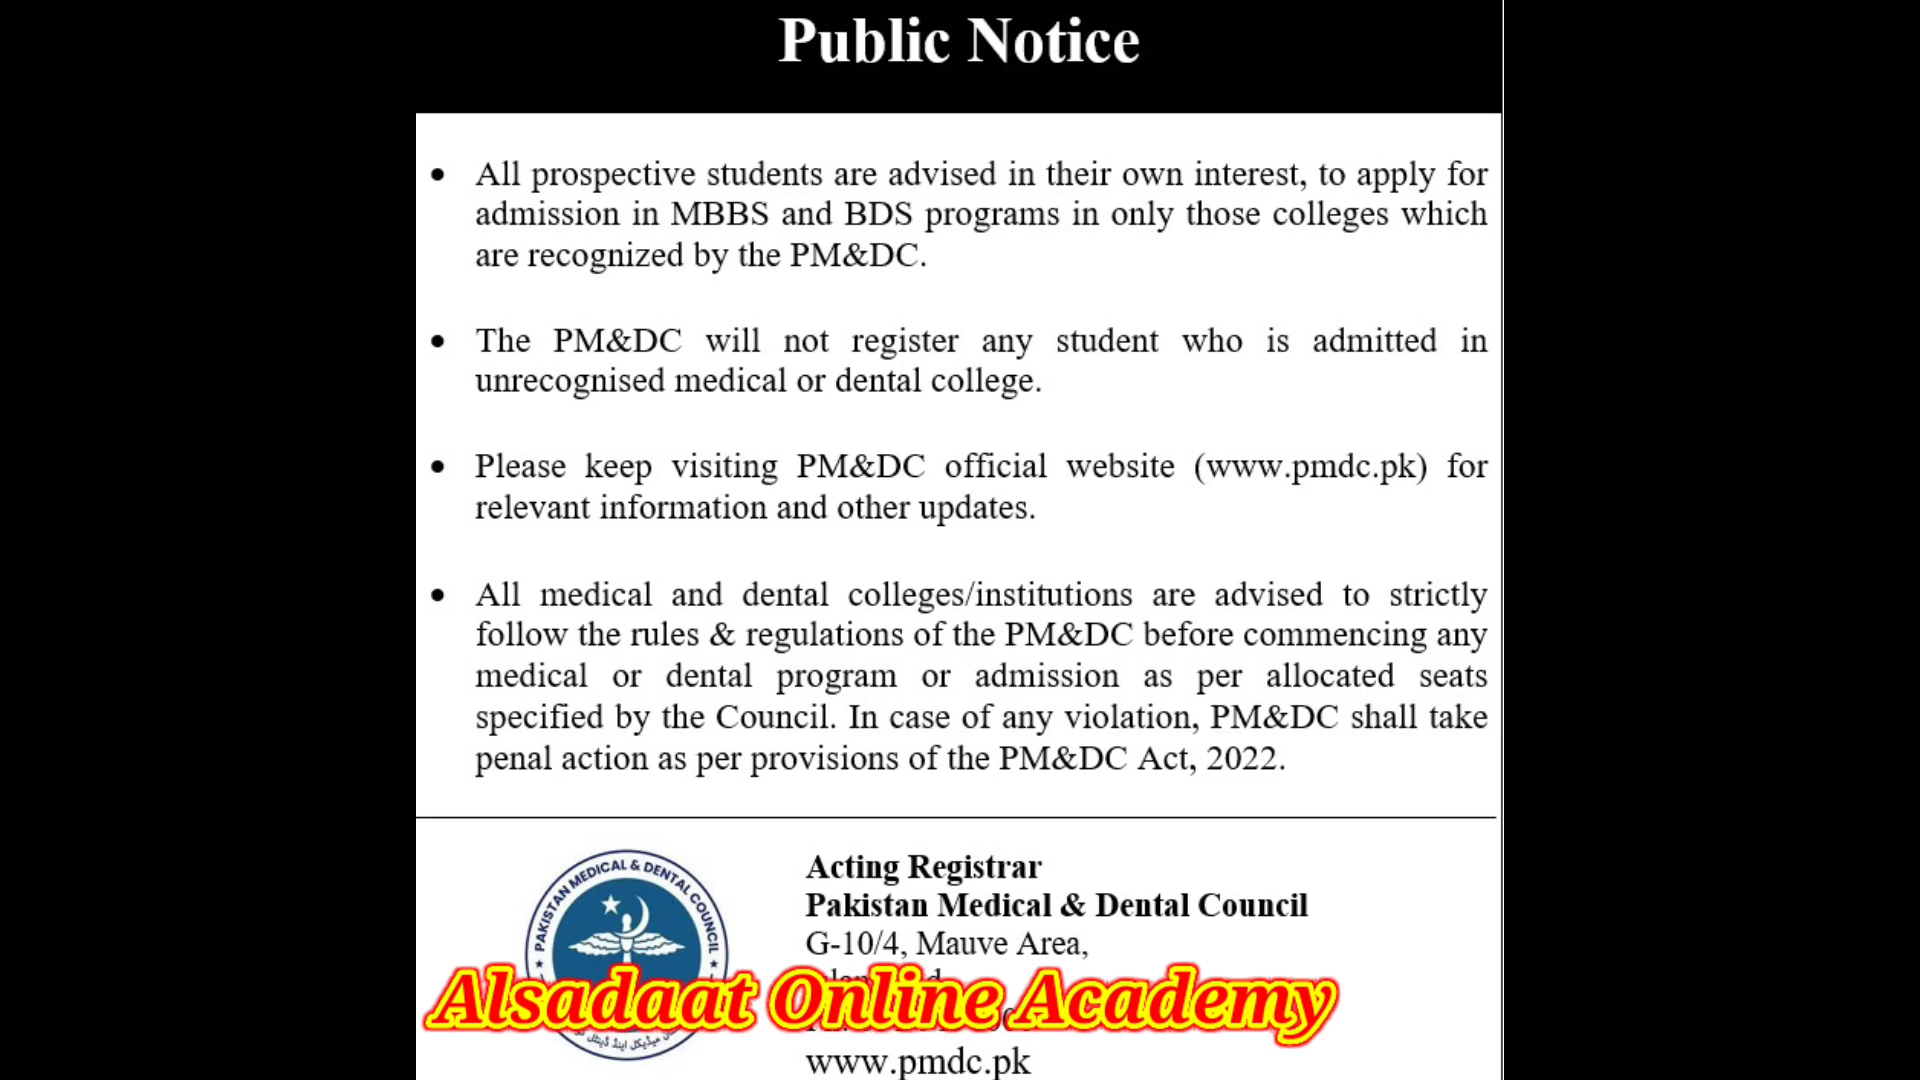 Public Notice
• All prospective students are advised in their own interest, to apply for
admission in MBBS and BDS programs in only those colleges which
are recognized by the PM&DC.
• The PM&DC will not register any student who is admitted in
unrecognised medical or dental college.
• Please keep visiting PM&DC official website (www.pmdc.pk) for
relevant information and other updates.
• All medical and dental colleges/institutions are advised to strictly
follow the rules & regulations of the PM&DC before commencing any
medical or dental program or admission as per allocated seats
specified by the Council. In case of any violation, PM&DC shall take
penal action as per provisions of the PM&DC Act, 2022.
PAKISTAN MEDICAL & DENTAL COUNCIL
میڈیکل اینڈ ڈینٹل
Acting Registrar
Pakistan Medical & Dental Council
G-10/4, Mauve Area,
Alsadaat Online Academy
www.pmdc.pk